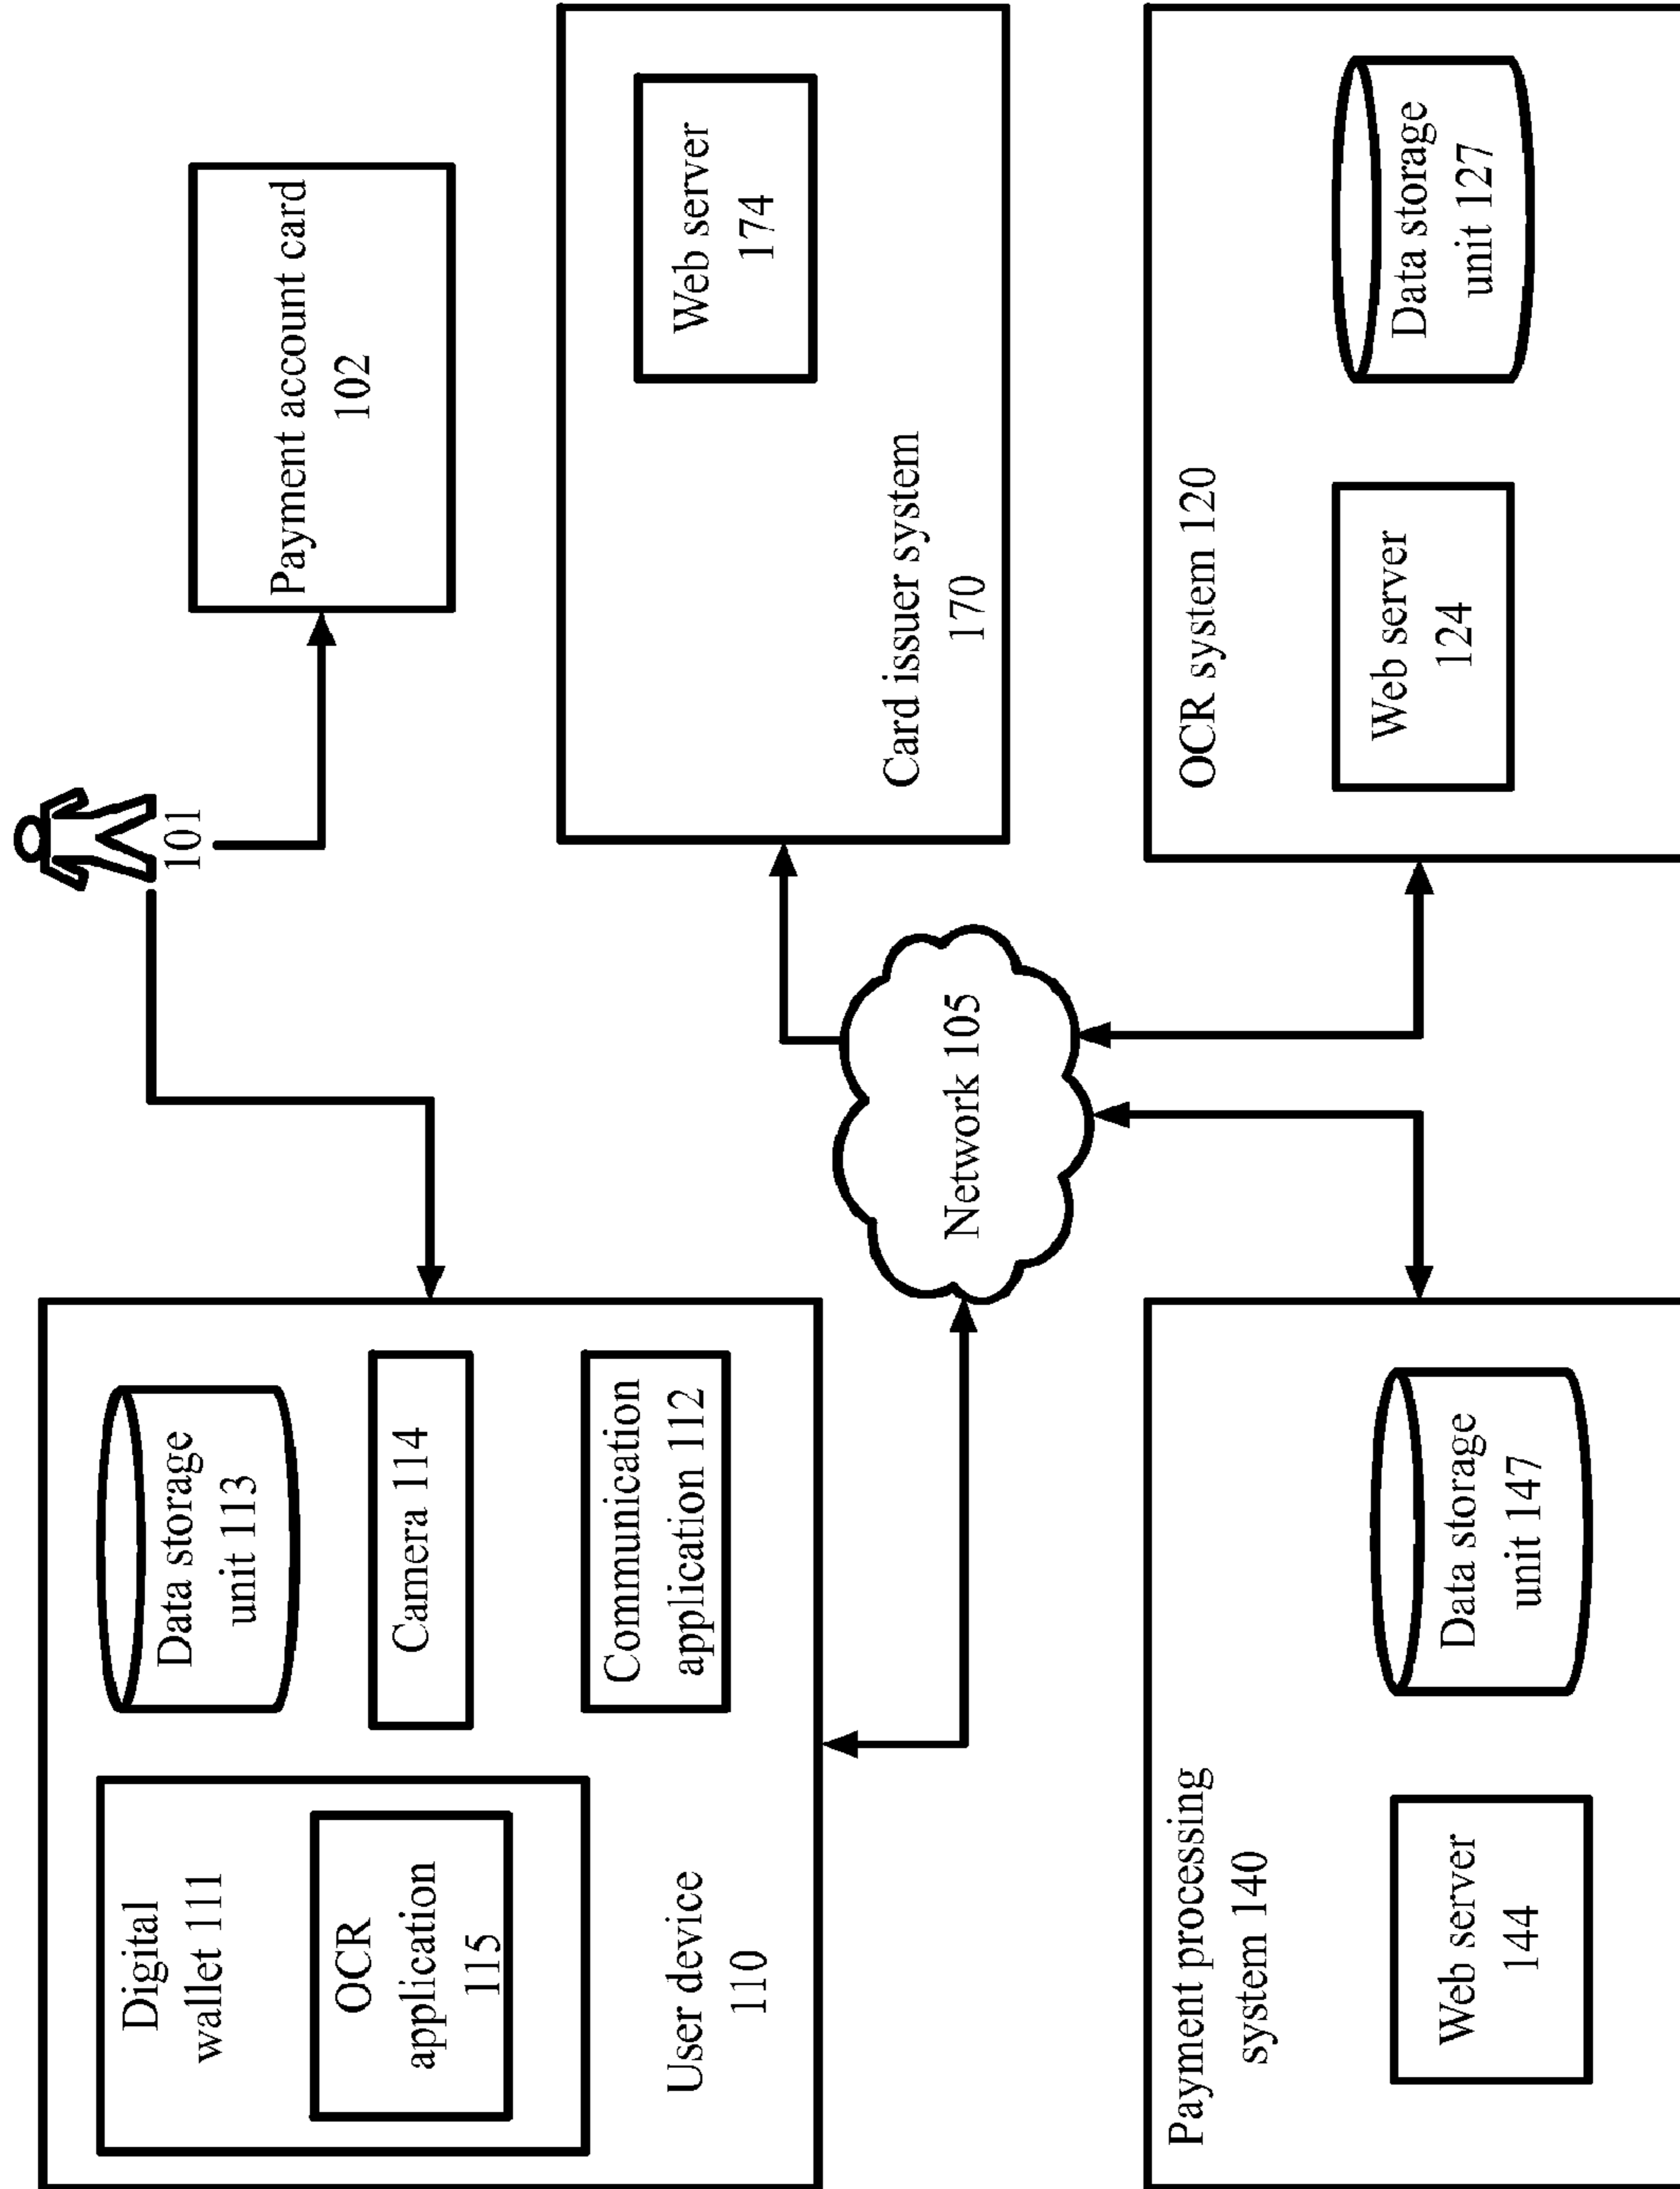 101
Payment account card
102
Digital
wallet 111
OCR
application
115
Data storage
unit 113
Camera 114
Communication
application 112
User device
110
Network 105
Web server
174
Card issuer system
170
Payment processing
system 140
Web server
144
Data storage
unit 147
OCR system 120
Web server
124
Data storage
unit 127